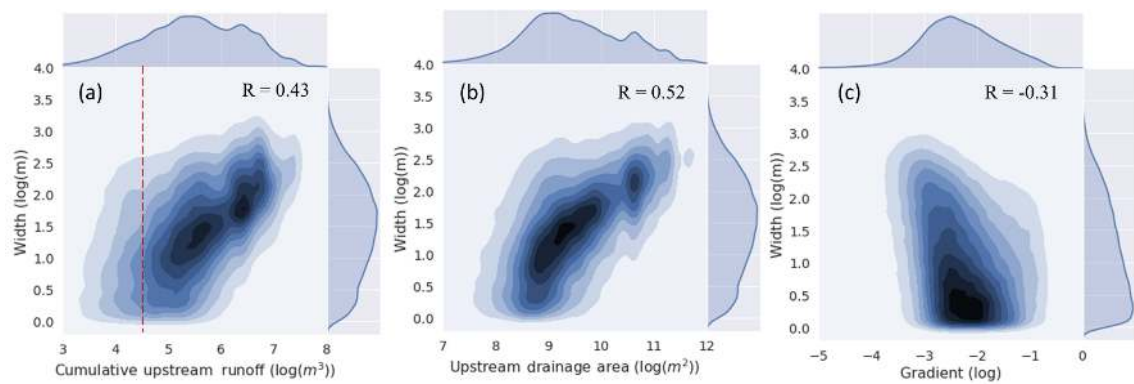 (a)
R = 0.43
4.0
3.5
3.0
2.5
2.0
1.5
1.0
0.5
0.0
Width (log(m))
3 4 5 6 7 8
Cumulative upstream runoff (log(m³))
(b)
R = 0.52
4.0
3.5
3.0
2.5
2.0
1.5
1.0
0.5
0.0
Width (log(m))
7 8 9 10 11 12
Upstream drainage area (log(m²))
(c)
R = -0.31
4.0
3.5
3.0
2.5
2.0
1.5
1.0
0.5
0.0
Width (log(m))
−5 −4 −3 −2 −1 0
Gradient (log)